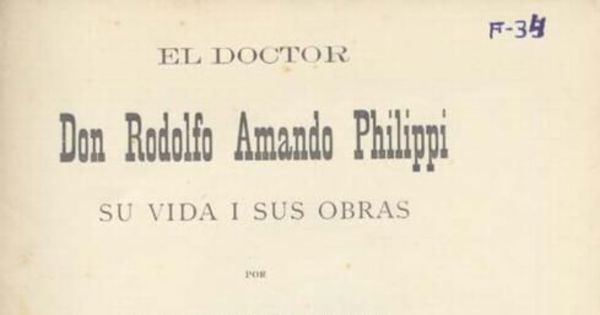 F-34
EL DOCTOR
Don Rodolfo Amando Philippi
SU VIDA I SUS OBRAS
POR